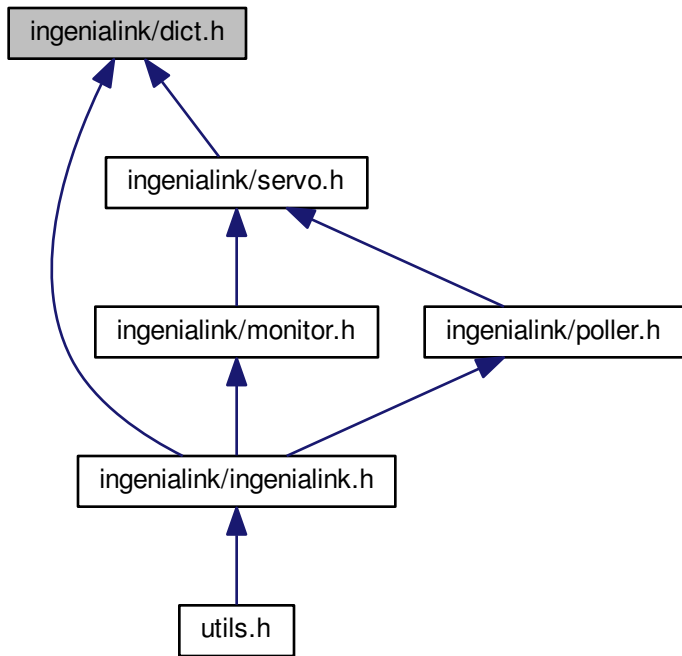 ingenialink/dict.h
ingenialink/servo.h
ingenialink/monitor.h
ingenialink/poller.h
ingenialink/ingenialink.h
utils.h